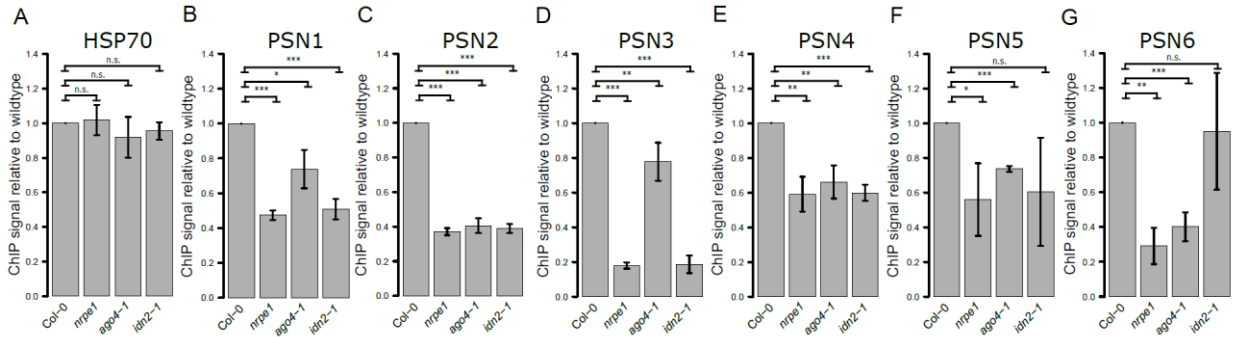 A
HSP70
ChIP signal relative to wildtype
1.4
1.2
1.0
0.8
0.6
0.4
0.2
0.0
n.s.
n.s.
n.s.
Col-0
nrpe1
ago4-1
idn2-1
B
PSN1
ChIP signal relative to wildtype
1.4
1.2
1.0
0.8
0.6
0.4
0.2
0.0
***
*
***
Col-0
nrpe1
ago4-1
idn2-1
C
PSN2
ChIP signal relative to wildtype
1.4
1.2
1.0
0.8
0.6
0.4
0.2
0.0
***
***
***
Col-0
nrpe1
ago4-1
idn2-1
D
PSN3
ChIP signal relative to wildtype
1.4
1.2
1.0
0.8
0.6
0.4
0.2
0.0
***
**
***
Col-0
nrpe1
ago4-1
idn2-1
E
PSN4
ChIP signal relative to wildtype
1.4
1.2
1.0
0.8
0.6
0.4
0.2
0.0
***
**
**
Col-0
nrpe1
ago4-1
idn2-1
F
PSN5
ChIP signal relative to wildtype
1.4
1.2
1.0
0.8
0.6
0.4
0.2
0.0
n.s.
***
*
Col-0
nrpe1
ago4-1
idn2-1
G
PSN6
ChIP signal relative to wildtype
1.4
1.2
1.0
0.8
0.6
0.4
0.2
0.0
n.s.
***
**
Col-0
nrpe1
ago4-1
idn2-1